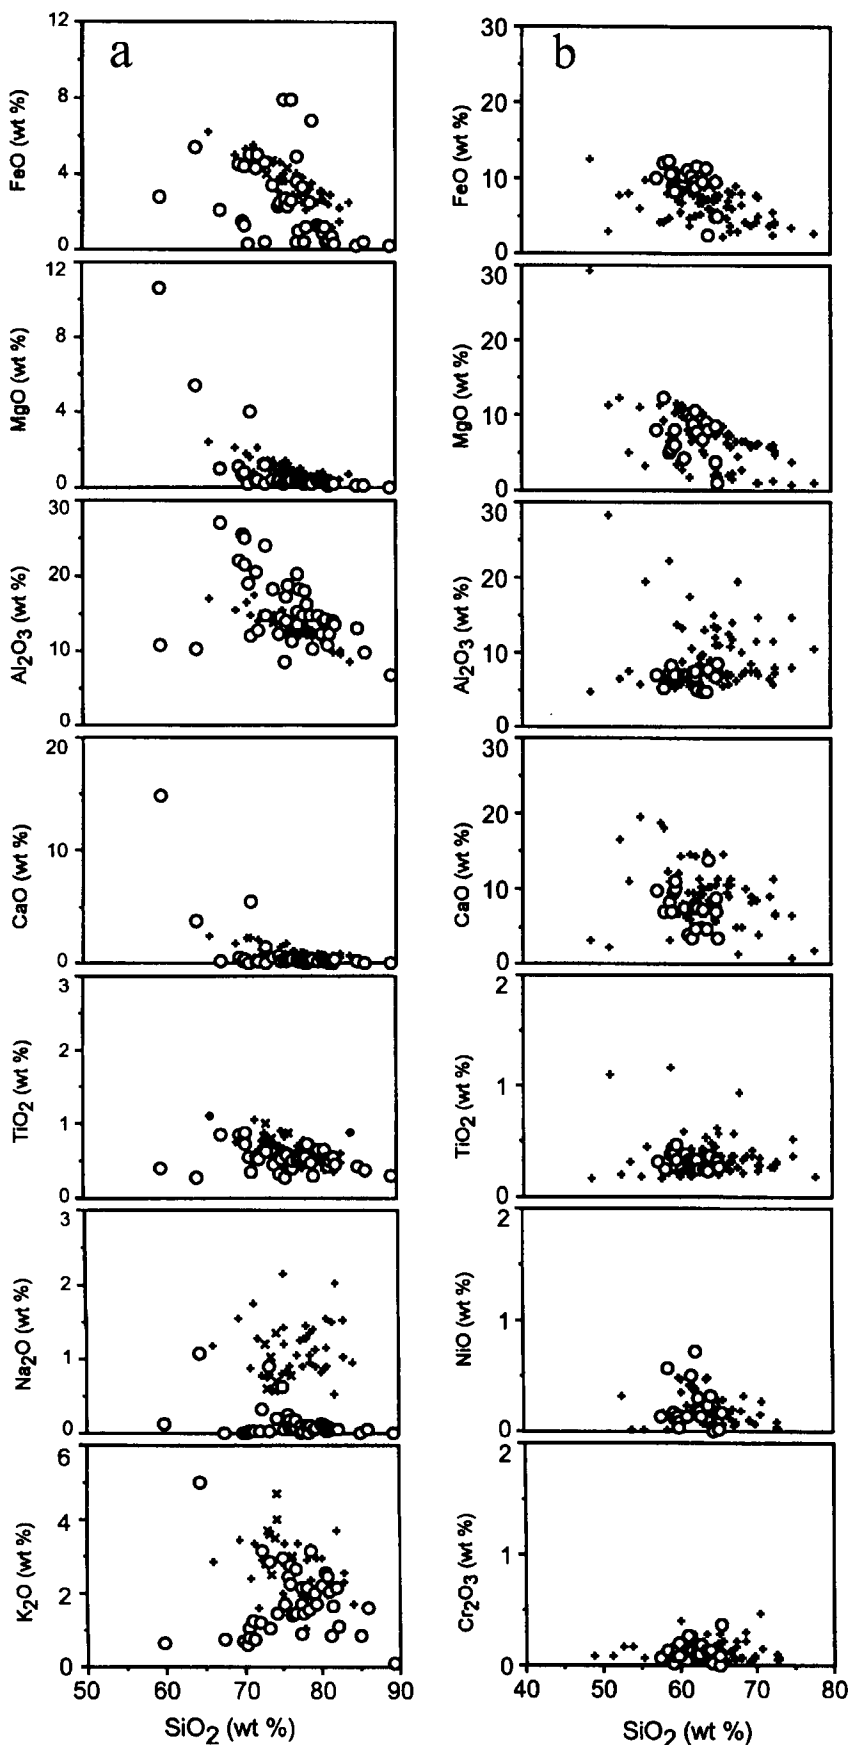 a
12
8
4
0
FeO (wt %)
12
8
4
0
MgO (wt %)
30
20
10
0
Al2O3 (wt %)
20
10
0
CaO (wt %)
3
2
1
0
TiO2 (wt %)
3
2
1
0
Na2O (wt %)
6
4
2
0
K2O (wt %)
50 60 70 80 90
SiO2 (wt %)
b
30
20
10
0
FeO (wt %)
30
20
10
0
MgO (wt %)
30
20
10
0
Al2O3 (wt %)
30
20
10
0
CaO (wt %)
2
1
0
TiO2 (wt %)
2
1
0
NiO (wt %)
2
1
0
Cr2O3 (wt %)
40 50 60 70 80
SiO2 (wt %)